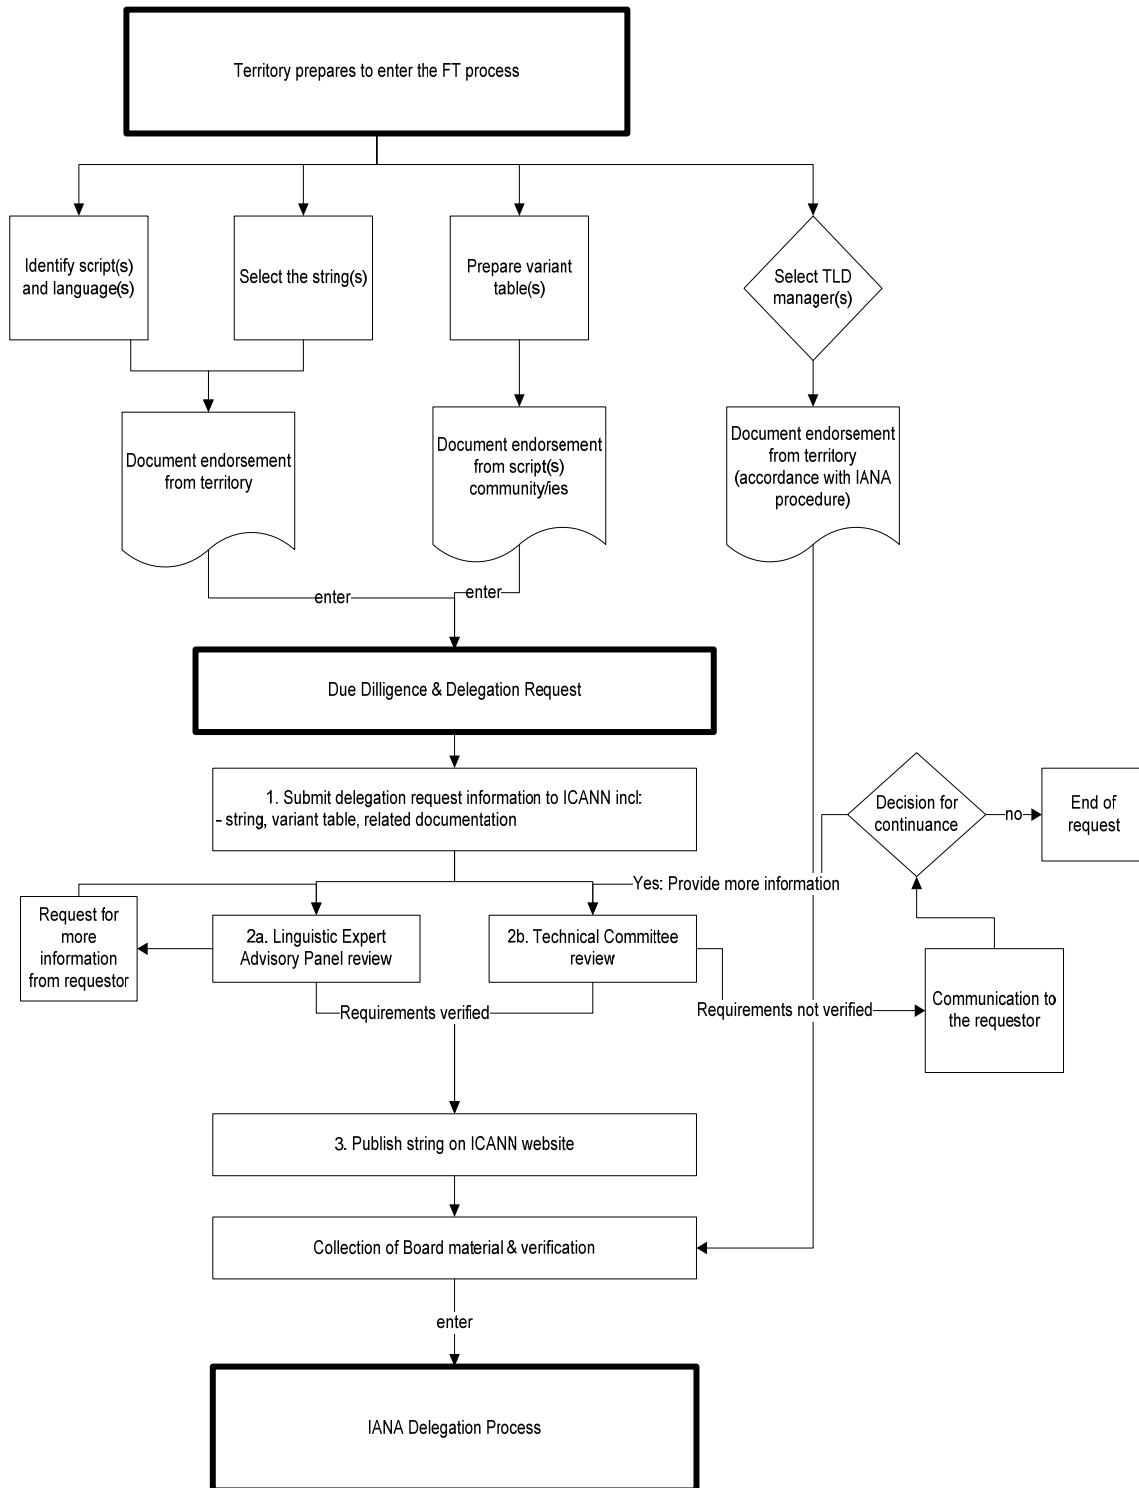 Territory prepares to enter the FT process
Identify script(s)
and language(s)
Select the string(s)
Prepare variant
table(s)
Select TLD
manager(s)
Document endorsement
from territory
Document endorsement
from script(s)
community/ies
Document endorsement
from territory
(accordance with IANA
procedure)
enter
enter
Due Dilligence & Delegation Request
1. Submit delegation request information to ICANN incl:
- string, variant table, related documentation
Decision for
continuance
no
End of
request
Yes: Provide more information
Request for
more
information
from requestor
2a. Linguistic Expert
Advisory Panel review
2b. Technical Committee
review
Requirements verified
Requirements not verified
Communication to
the requestor
3. Publish string on ICANN website
Collection of Board material & verification
enter
IANA Delegation Process